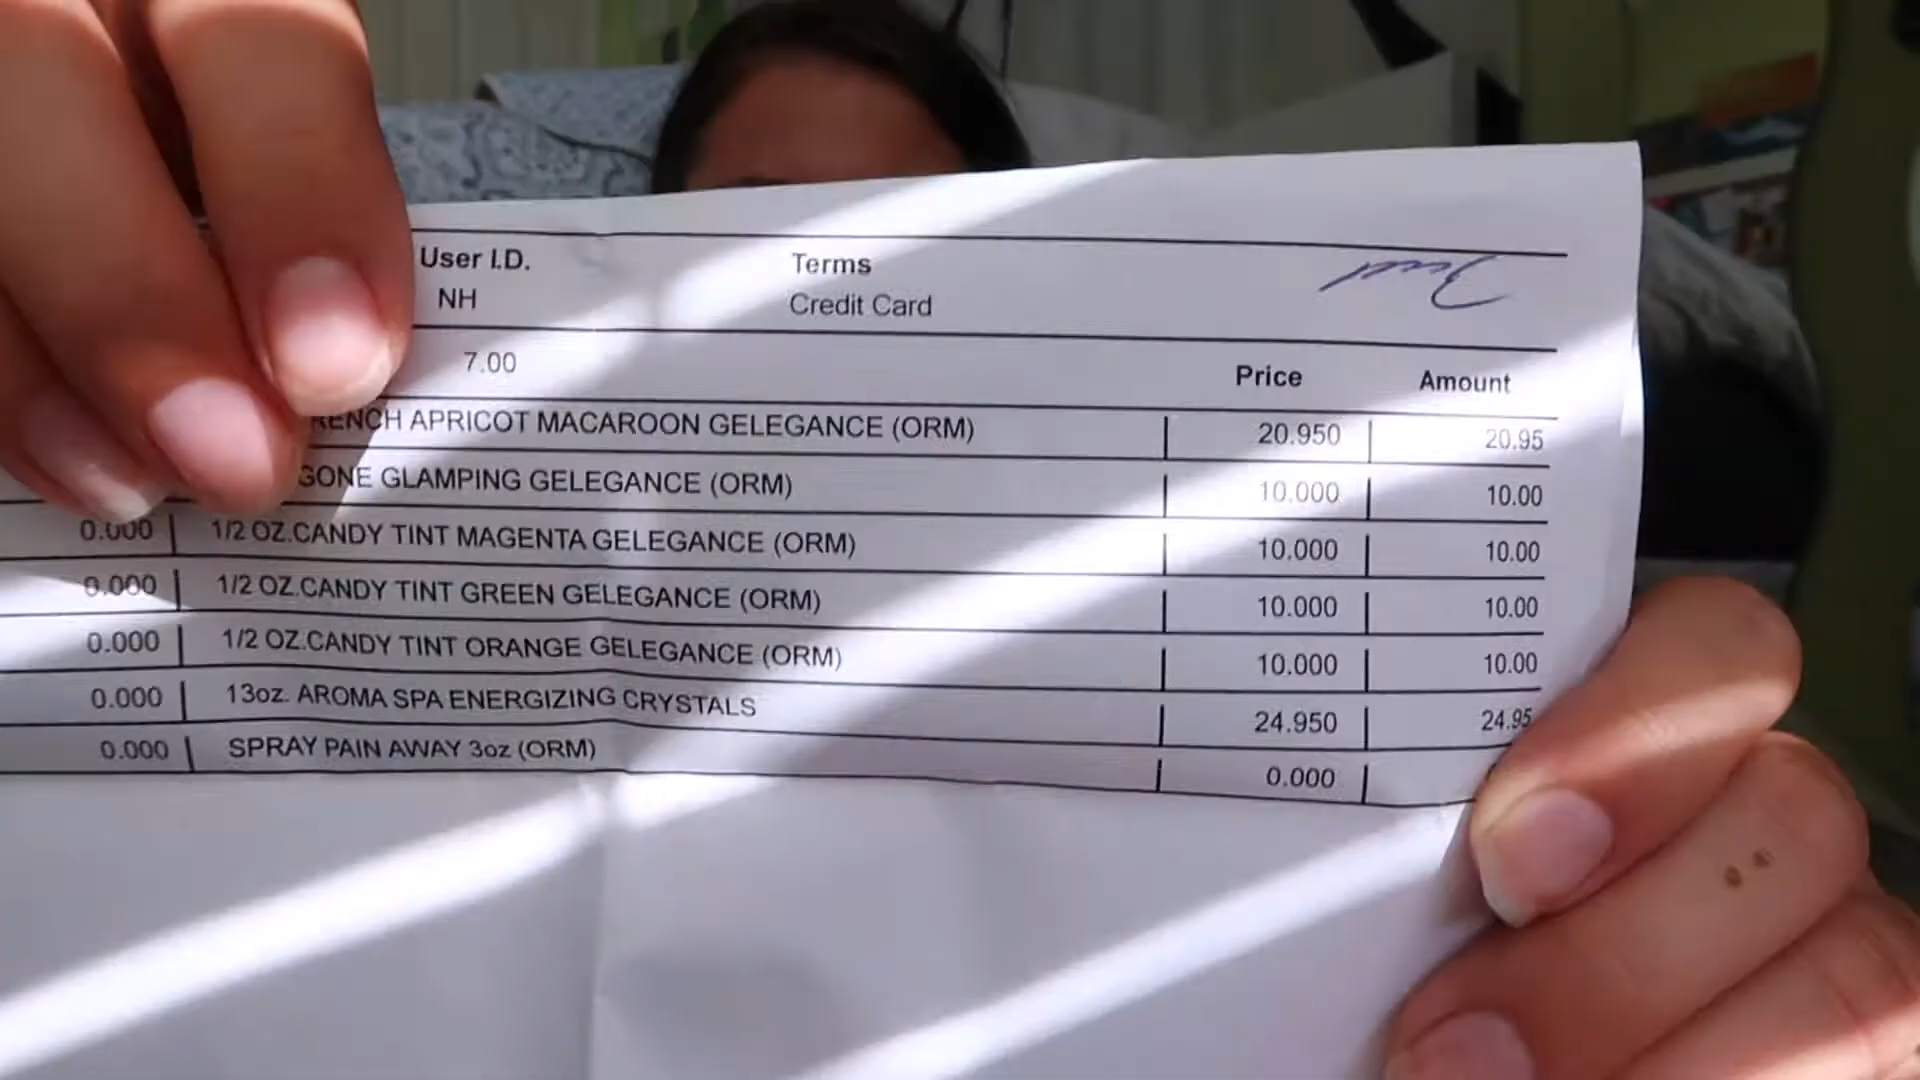 User I.D. Terms
NH Credit Card
7.00
Price Amount
APRICOT MACAROON GELEGANCE (ORM) 20.950 20.95
GONE GLAMPING GELEGANCE (ORM) 10.000 10.00
0.000 1/2 OZ.CANDY TINT MAGENTA GELEGANCE (ORM) 10.000 10.00
0.000 1/2 OZ.CANDY TINT GREEN GELEGANCE (ORM) 10.000 10.00
0.000 1/2 OZ.CANDY TINT ORANGE GELEGANCE (ORM) 10.000 10.00
0.000 13oz. AROMA SPA ENERGIZING CRYSTALS 24.950 24.95
0.000 SPRAY PAIN AWAY 3oz (ORM) 0.000